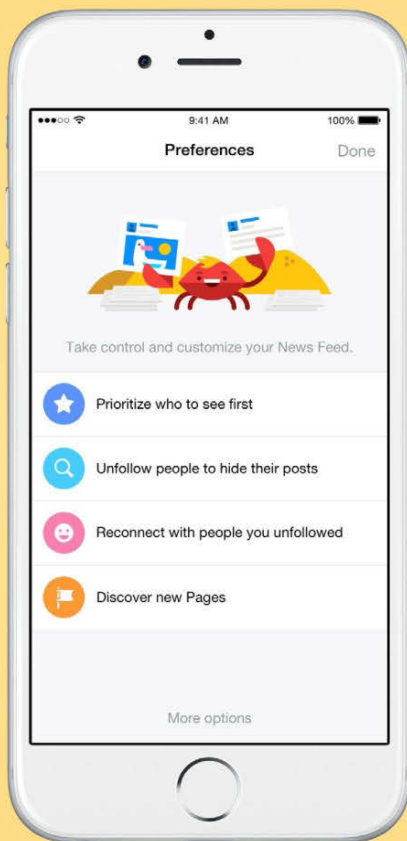 9:41 AM
100%
Preferences
Done
Take control and customize your News Feed.
Prioritize who to see first
Unfollow people to hide their posts
Reconnect with people you unfollowed
Discover new Pages
More options